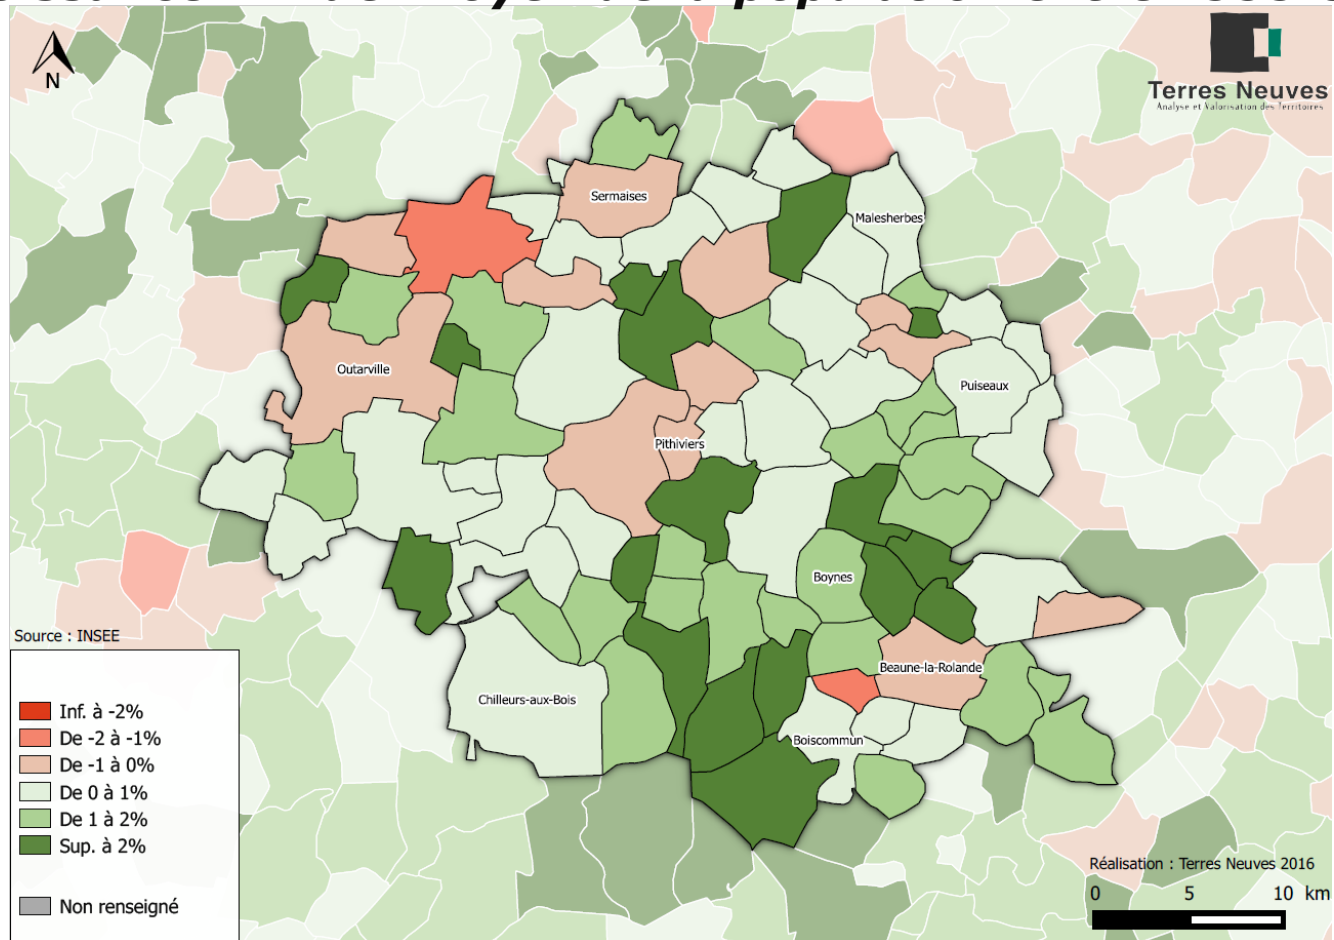 Terres Neuves
Analyse et Valorisation des Territoires
N
Sermaises
Malesherbes
Outarville
Puiseaux
Pithiviers
Boynes
Source : INSEE
Beaune-la-Rolande
Chilleurs-aux-Bois
Boiscommun
Inf. à -2%
De -2 à -1%
De -1 à 0%
De 0 à 1%
De 1 à 2%
Sup. à 2%
Non renseigné
Réalisation : Terres Neuves 2016
0 5 10 km